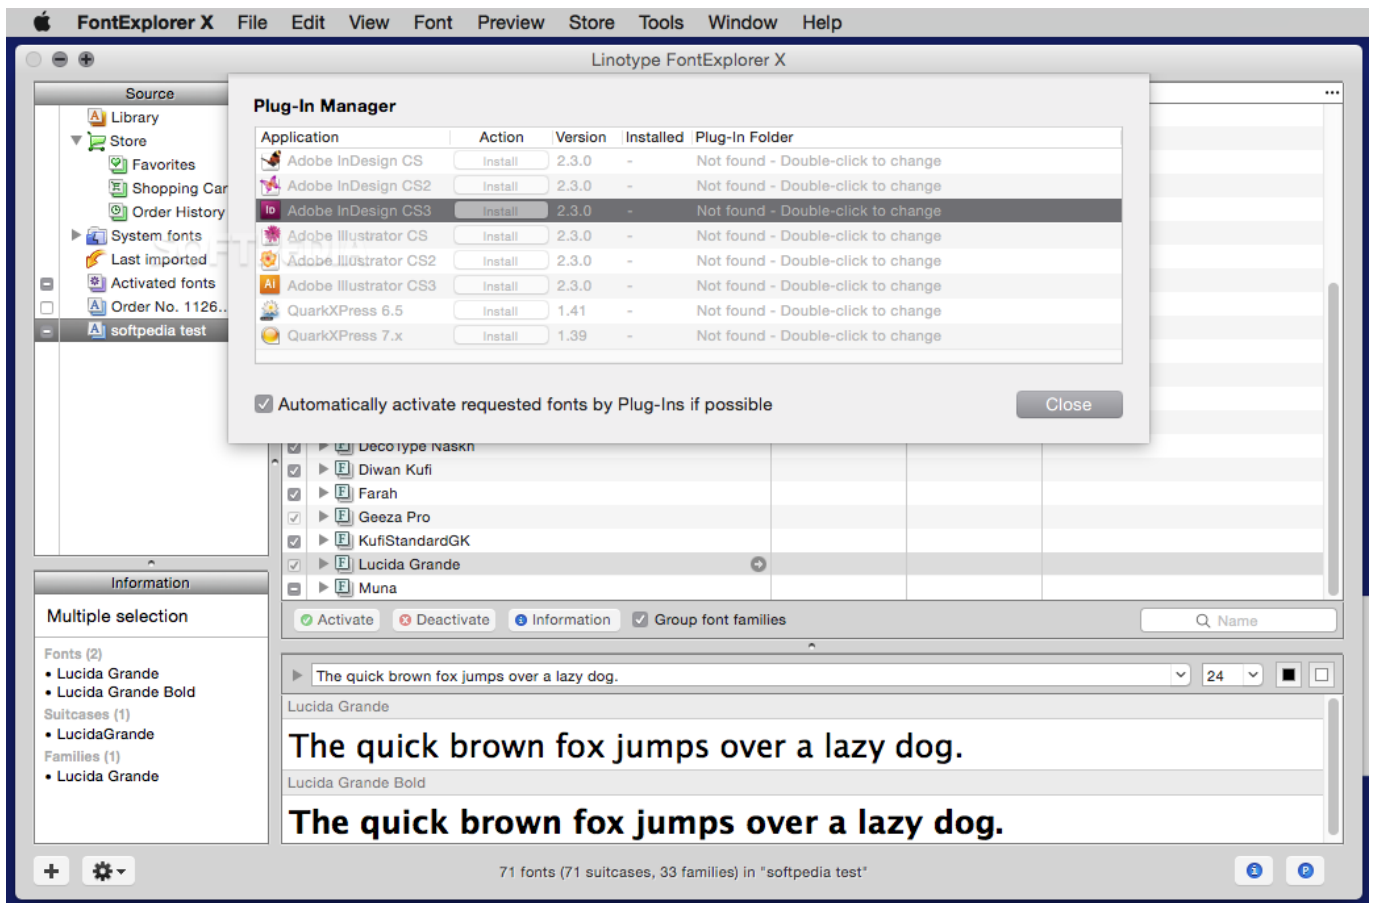 FontExplorer X File Edit View Font Preview Store Tools Window Help
Linotype FontExplorer X
Source
Library
Store
Favorites
Shopping Car
Order History
System fonts
Last imported
Activated fonts
Order No. 1126...
softpedia test
Plug-In Manager
Application Action Version Installed Plug-In Folder
Adobe InDesign CS Install 2.3.0 - Not found - Double-click to change
Adobe InDesign CS2 Install 2.3.0 - Not found - Double-click to change
Adobe InDesign CS3 Install 2.3.0 - Not found - Double-click to change
Adobe Illustrator CS Install 2.3.0 - Not found - Double-click to change
Adobe Illustrator CS2 Install 2.3.0 - Not found - Double-click to change
Adobe Illustrator CS3 Install 2.3.0 - Not found - Double-click to change
QuarkXPress 6.5 Install 1.41 - Not found - Double-click to change
QuarkXPress 7.x Install 1.39 - Not found - Double-click to change
SOFTPEDIA
Automatically activate requested fonts by Plug-Ins if possible
Close
DecoType Naskh
Diwan Kufi
Farah
Geeza Pro
KufiStandardGK
Lucida Grande
Muna
Activate Deactivate Information Group font families Name
Information
Multiple selection
Fonts (2)
• Lucida Grande
• Lucida Grande Bold
Suitcases (1)
• LucidaGrande
Families (1)
• Lucida Grande
The quick brown fox jumps over a lazy dog. 24
Lucida Grande
The quick brown fox jumps over a lazy dog.
Lucida Grande Bold
The quick brown fox jumps over a lazy dog.
71 fonts (71 suitcases, 33 families) in "softpedia test"